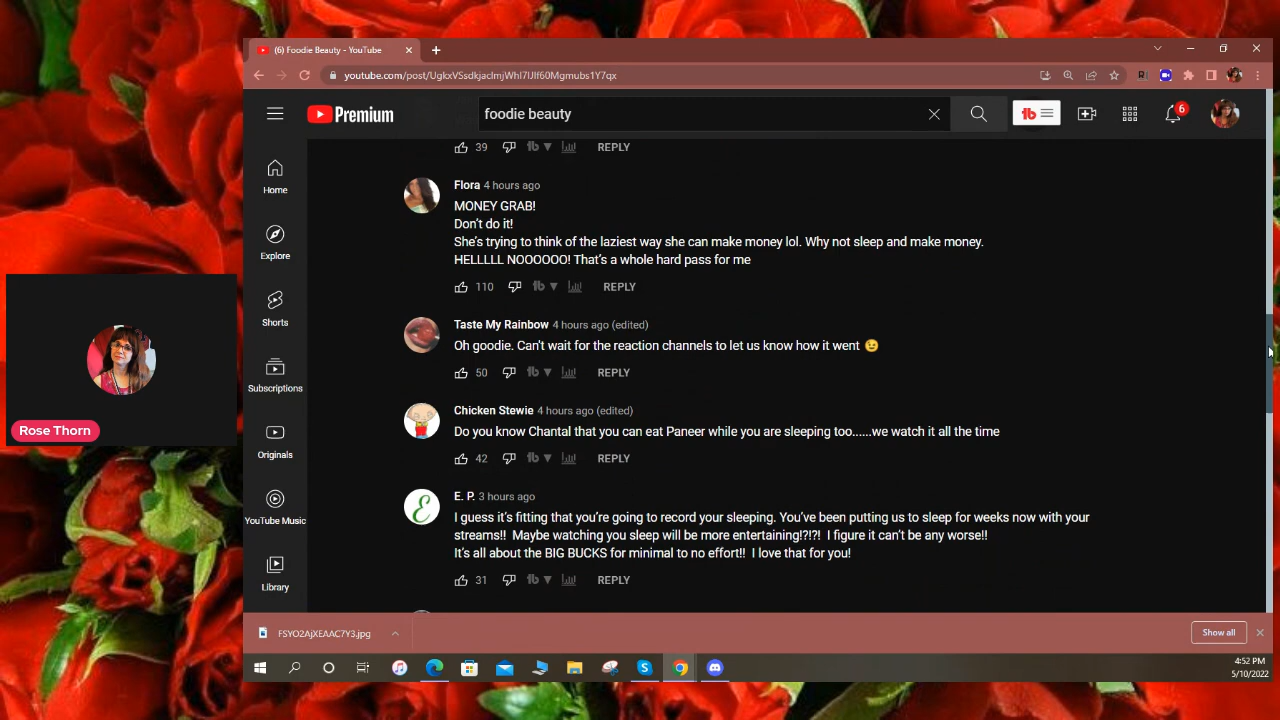 (6) Foodie Beauty - YouTube
youtube.com/post/UgkxVSsdkjaclmjWhl7lJlf60Mgmubs1Y7qx
Premium
foodie beauty
tb
6
39 tb REPLY
Home
Explore
Shorts
Subscriptions
Originals
YouTube Music
Library
Flora 4 hours ago
MONEY GRAB!
Don't do it!
She's trying to think of the laziest way she can make money lol. Why not sleep and make money.
HELLLLL NOOOOOO! That's a whole hard pass for me
110 tb REPLY
Taste My Rainbow 4 hours ago (edited)
Oh goodie. Can't wait for the reaction channels to let us know how it went 😉
50 tb REPLY
Chicken Stewie 4 hours ago (edited)
Do you know Chantal that you can eat Paneer while you are sleeping too......we watch it all the time
42 tb REPLY
E. P. 3 hours ago
I guess it's fitting that you're going to record your sleeping. You've been putting us to sleep for weeks now with your
streams!! Maybe watching you sleep will be more entertaining!?!?! I figure it can't be any worse!!
It's all about the BIG BUCKS for minimal to no effort!! I love that for you!
31 tb REPLY
Rose Thorn
FSYO2AjXEAAC7Y3.jpg
Show all
4:52 PM
5/10/2022